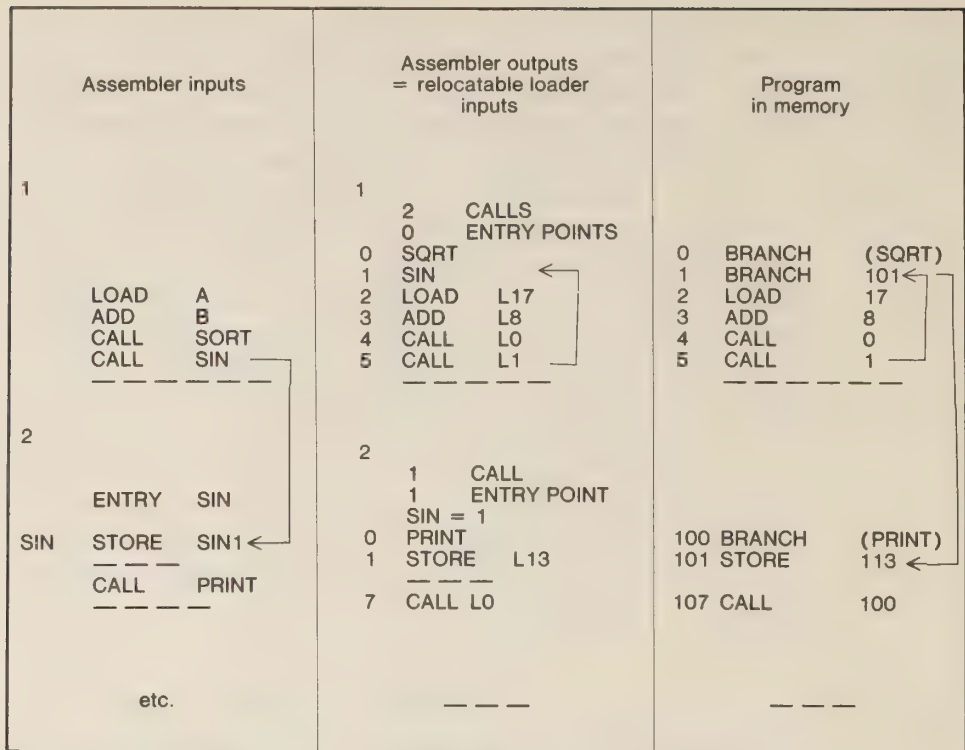 Assembler inputs
1
LOAD A
ADD B
CALL SORT
CALL SIN
2
ENTRY SIN
SIN STORE SIN1
CALL PRINT
etc.
Assembler outputs
= relocatable loader
inputs
1
2 CALLS
0 ENTRY POINTS
0 SQRT
1 SIN
2 LOAD L17
3 ADD L8
4 CALL L0
5 CALL L1
2
1 CALL
1 ENTRY POINT
SIN = 1
0 PRINT
1 STORE L13
7 CALL L0
Program
in memory
0 BRANCH (SQRT)
1 BRANCH 101
2 LOAD 17
3 ADD 8
4 CALL 0
5 CALL 1
100 BRANCH (PRINT)
101 STORE 113
107 CALL 100